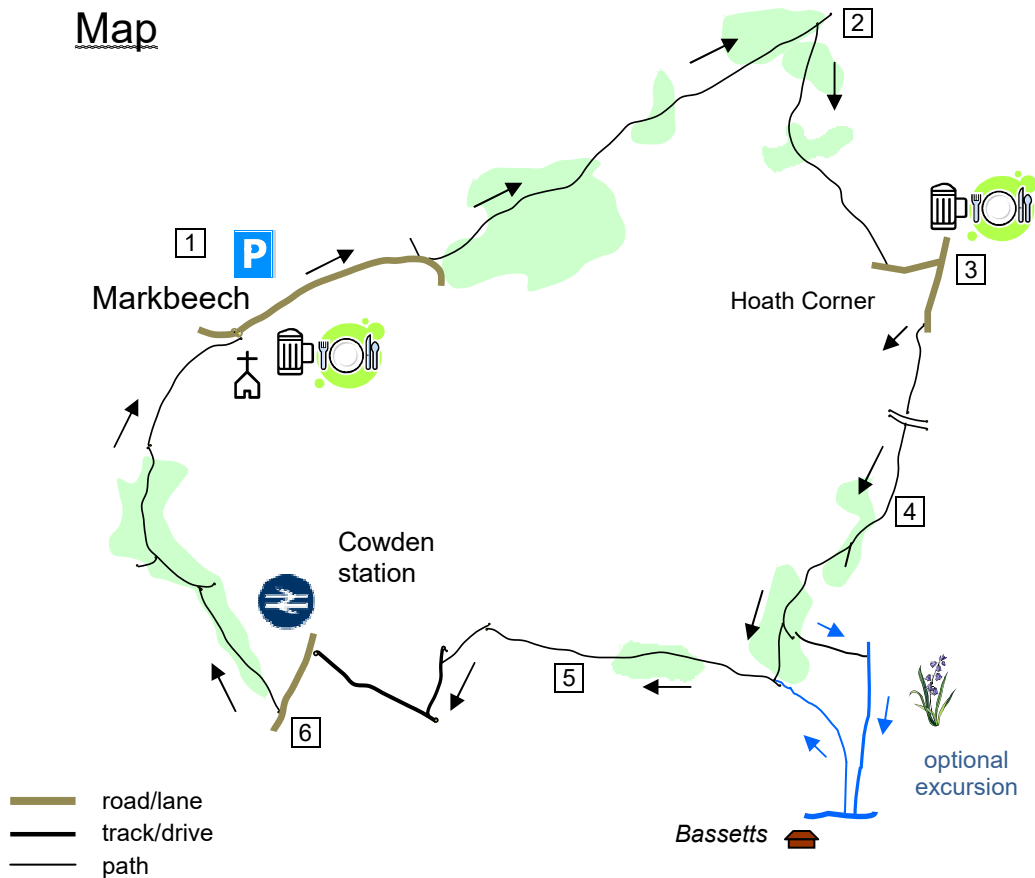 Map
2
1
P
Markbeech
3
Hoath Corner
4
Cowden
station
5
6
optional
excursion
Bassetts
road/lane
track/drive
path